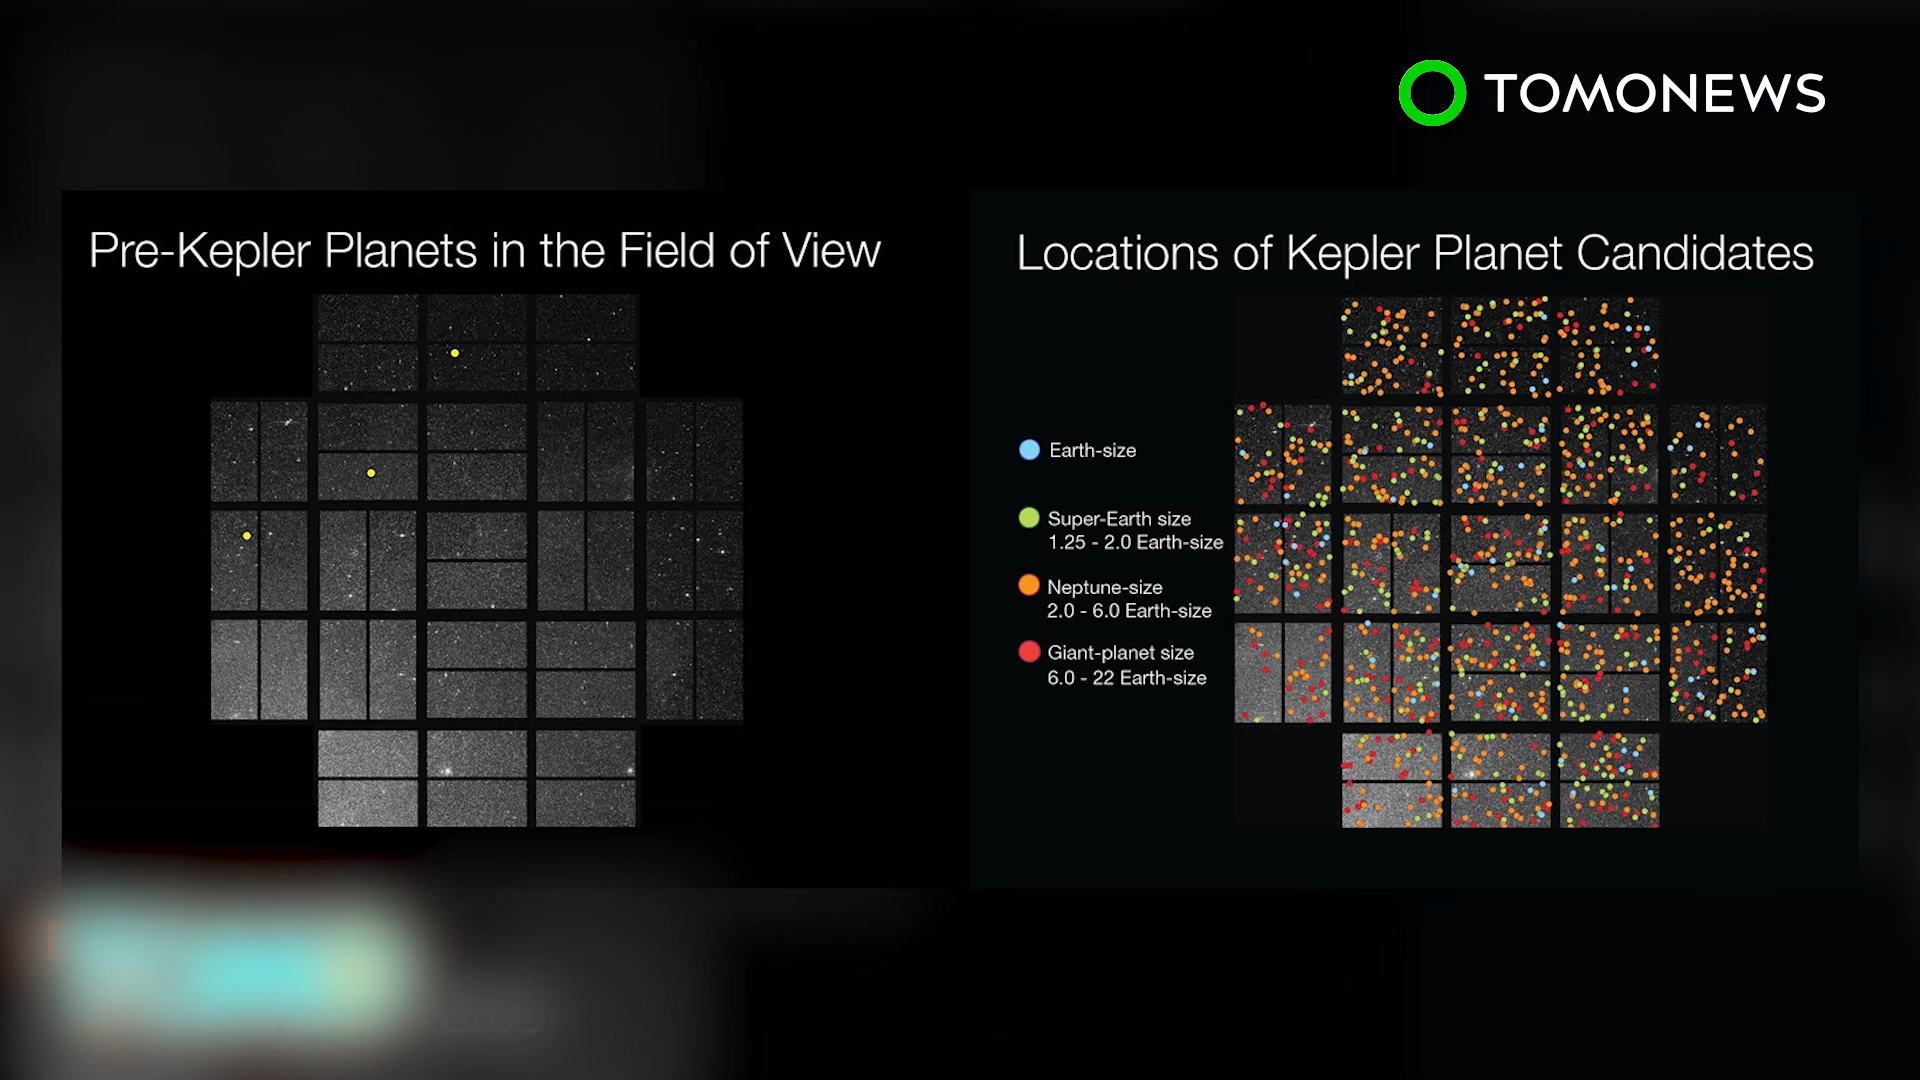 TOMONEWS
Pre-Kepler Planets in the Field of View
Locations of Kepler Planet Candidates
Earth-size
Super-Earth size
1.25 - 2.0 Earth-size
Neptune-size
2.0 - 6.0 Earth-size
Giant-planet size
6.0 - 22 Earth-size